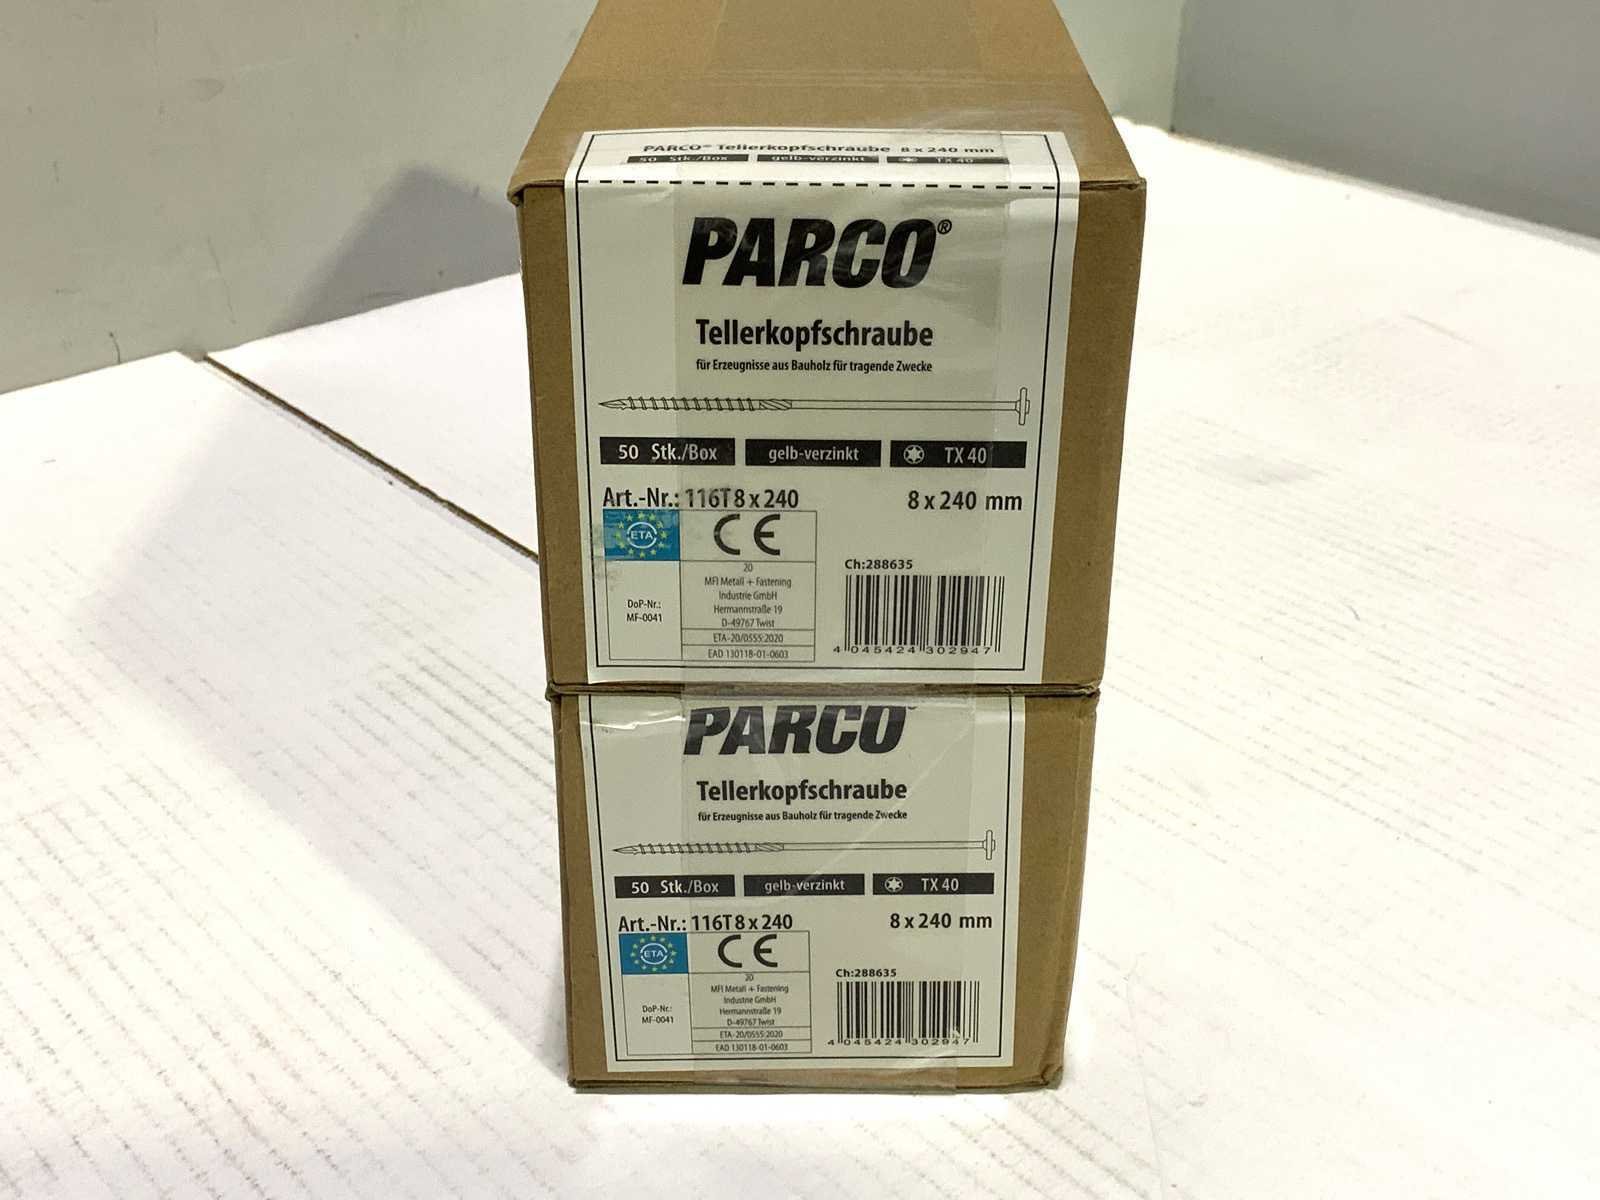 PARCO® Tellerkopfschraube 8 x 240 mm
50 Stk./Box gelb-verzinkt TX 40
PARCO®
Tellerkopfschraube
für Erzeugnisse aus Bauholz für tragende Zwecke
50 Stk./Box gelb-verzinkt TX 40
Art.-Nr.: 116T 8 x 240 8 x 240 mm
ETA CE
20
MFI Metall + Fastening
Industrie GmbH
Hermannstraße 19
D-49767 Twist
ETA-20/0555:2020
EAD 130118-01-0603
DoP-Nr.:
MF-0041
Ch:288635
4 045424 302947
PARCO
Tellerkopfschraube
für Erzeugnisse aus Bauholz für tragende Zwecke
50 Stk./Box gelb-verzinkt TX 40
Art.-Nr.: 116T 8 x 240 8 x 240 mm
ETA CE
20
MFI Metall + Fastening
Industrie GmbH
Hermannstraße 19
D-49767 Twist
ETA-20/0555:2020
EAD 130118-01-0603
DoP-Nr.:
MF-0041
Ch:288635
4 045424 302947